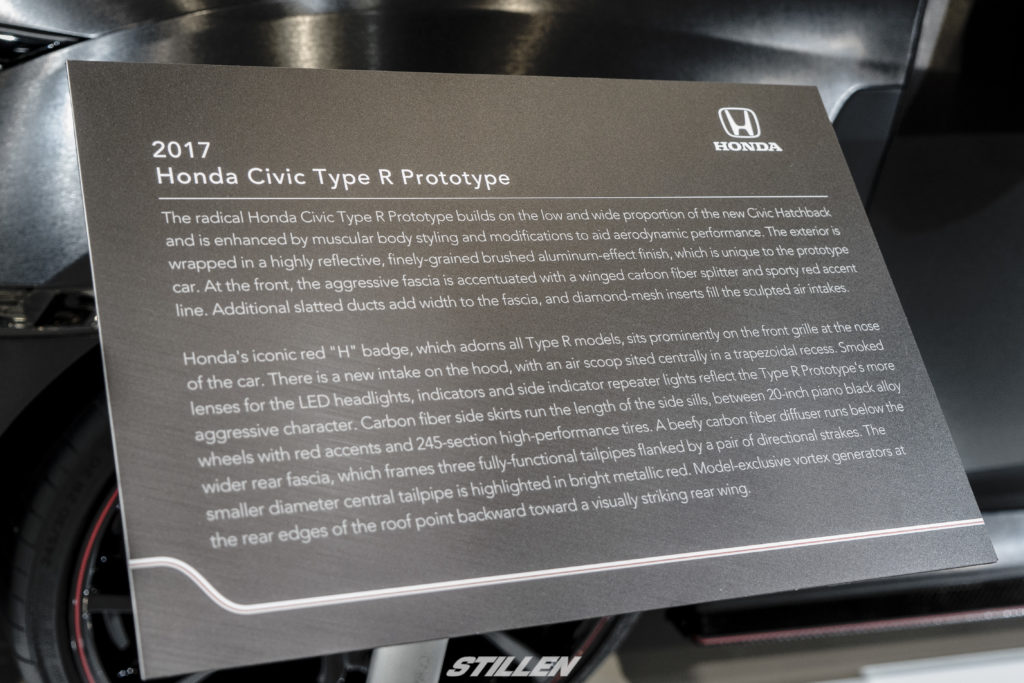 HONDA
2017
Honda Civic Type R Prototype
The radical Honda Civic Type R Prototype builds on the low and wide proportion of the new Civic Hatchback
and is enhanced by muscular body styling and modifications to aid aerodynamic performance. The exterior is
wrapped in a highly reflective, finely-grained brushed aluminum-effect finish, which is unique to the prototype
car. At the front, the aggressive fascia is accentuated with a winged carbon fiber splitter and sporty red accent
line. Additional slatted ducts add width to the fascia, and diamond-mesh inserts fill the sculpted air intakes.
Honda's iconic red "H" badge, which adorns all Type R models, sits prominently on the front grille at the nose
of the car. There is a new intake on the hood, with an air scoop sited centrally in a trapezoidal recess. Smoked
lenses for the LED headlights, indicators and side indicator repeater lights reflect the Type R Prototype's more
aggressive character. Carbon fiber side skirts run the length of the side sills, between 20-inch piano black alloy
wheels with red accents and 245-section high-performance tires. A beefy carbon fiber diffuser runs below the
wider rear fascia, which frames three fully-functional tailpipes flanked by a pair of directional strakes. The
smaller diameter central tailpipe is highlighted in bright metallic red. Model-exclusive vortex generators at
the rear edges of the roof point backward toward a visually striking rear wing.
STILLEN